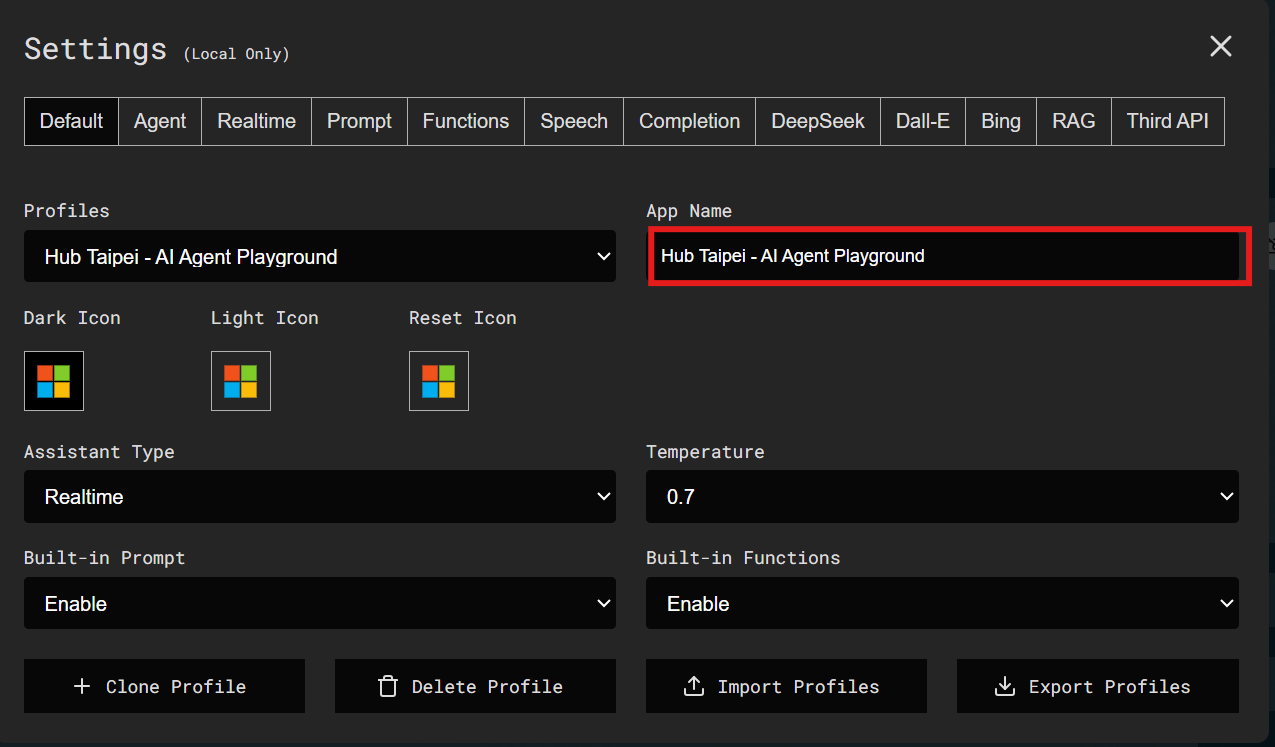 Settings (Local Only)
Default Agent Realtime Prompt Functions Speech Completion DeepSeek Dall-E Bing RAG Third API
Profiles App Name
Hub Taipei - AI Agent Playground Hub Taipei - AI Agent Playground
Dark Icon Light Icon Reset Icon
Assistant Type Temperature
Realtime 0.7
Built-in Prompt Built-in Functions
Enable Enable
Clone Profile Delete Profile Import Profiles Export Profiles